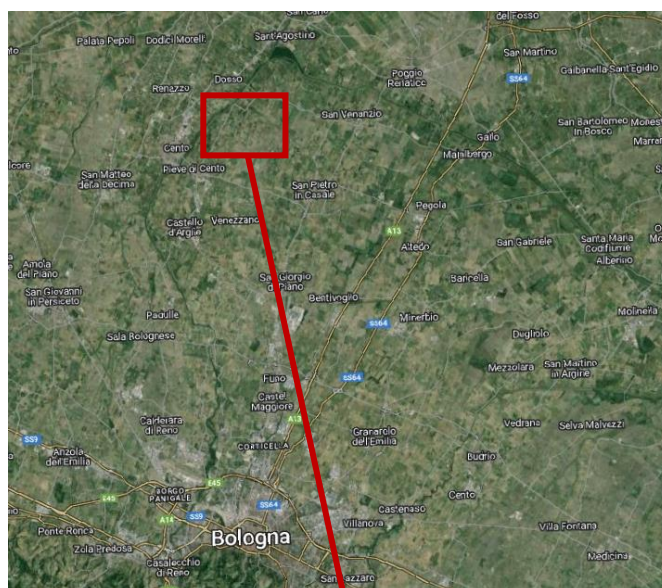 San Carlo
del Fosso
Palata Pepoli
Dodici Morelli
Sant'Agostino
San Martino
SS64
Gaibanella-Sant'Egidio
Dosso
Poggio
Renatico
Renazzo
San Venanzio
San Bartolomeo
in Bosco
Gallo
Cento
Malalbergo
Pieve di Cento
San Matteo
della Decima
San Pietro
in Casale
Pegola
Castello
d'Argile
Venezzano
A13
Altedo
San Gabriele
Santa Maria
Codifiume
Alberino
Amola
del Piano
San Giorgio
di Piano
Baricella
San Giovanni
in Persiceto
Bentivoglio
Padulle
Minerbio
Molinella
SS64
Sala Bolognese
Dugliolo
Mezzolara
San Martino
in Argine
Funo
SS64
Castel
Maggiore
Calderara
di Reno
A13
Vedrana
Selva Malvezzi
SS9
CORTICELLA
Granarolo
dell'Emilia
Anzola
dell'Emilia
Budrio
E45
E45
BORGO
PANIGALE
SS64
Cento
A14
SS9
Castenaso
Villanova
Villa Fontana
Ponte Ronca
Bologna
Zola Predosa
Casalecchio
di Reno
Medicina
San Lazzaro